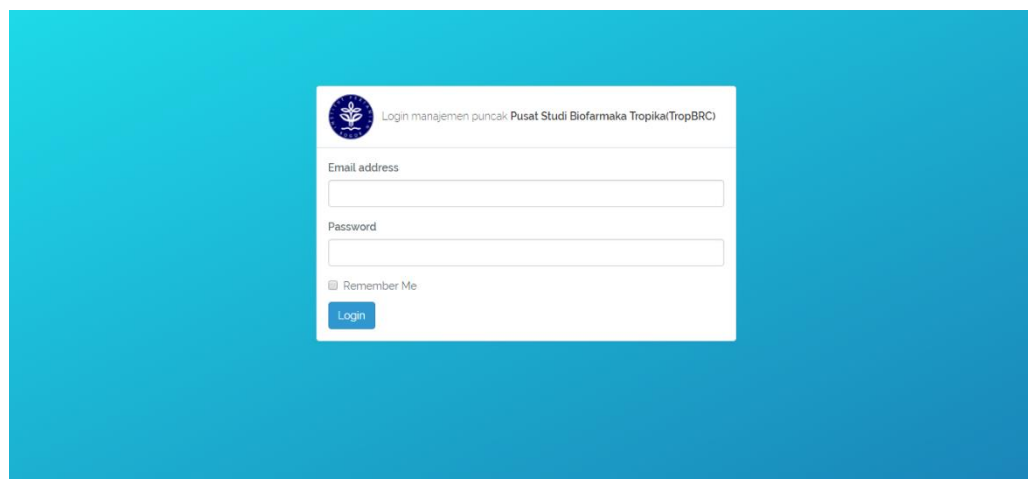 Login manajemen puncak Pusat Studi Biofarmaka Tropika(TropBRC)
Email address
Password
Remember Me
Login